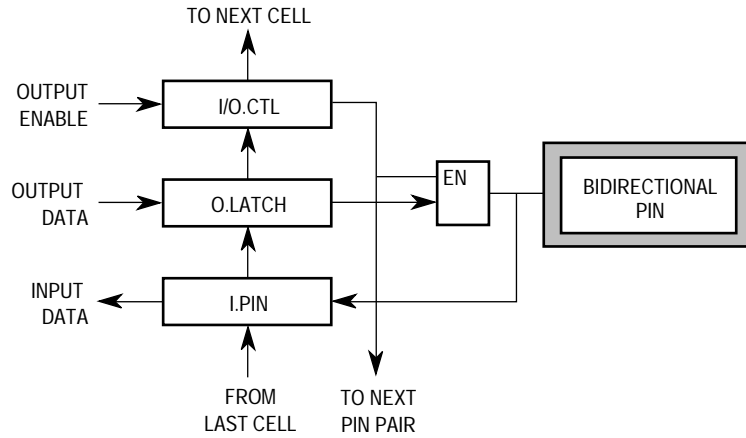 TO NEXT CELL
OUTPUT
ENABLE
I/O.CTL
OUTPUT
DATA
O.LATCH
EN
BIDIRECTIONAL
PIN
INPUT
DATA
I.PIN
FROM
LAST CELL
TO NEXT
PIN PAIR